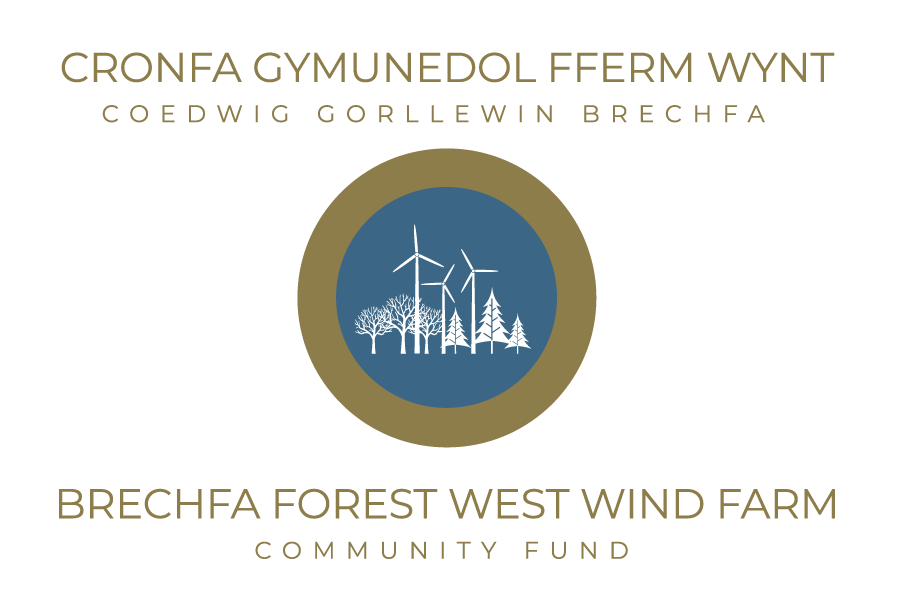 CRONFA GYMUNEDOL FFERM WYNT
COEDWIG GORLLEWIN BRECHFA
BRECHFA FOREST WEST WIND FARM
COMMUNITY FUND